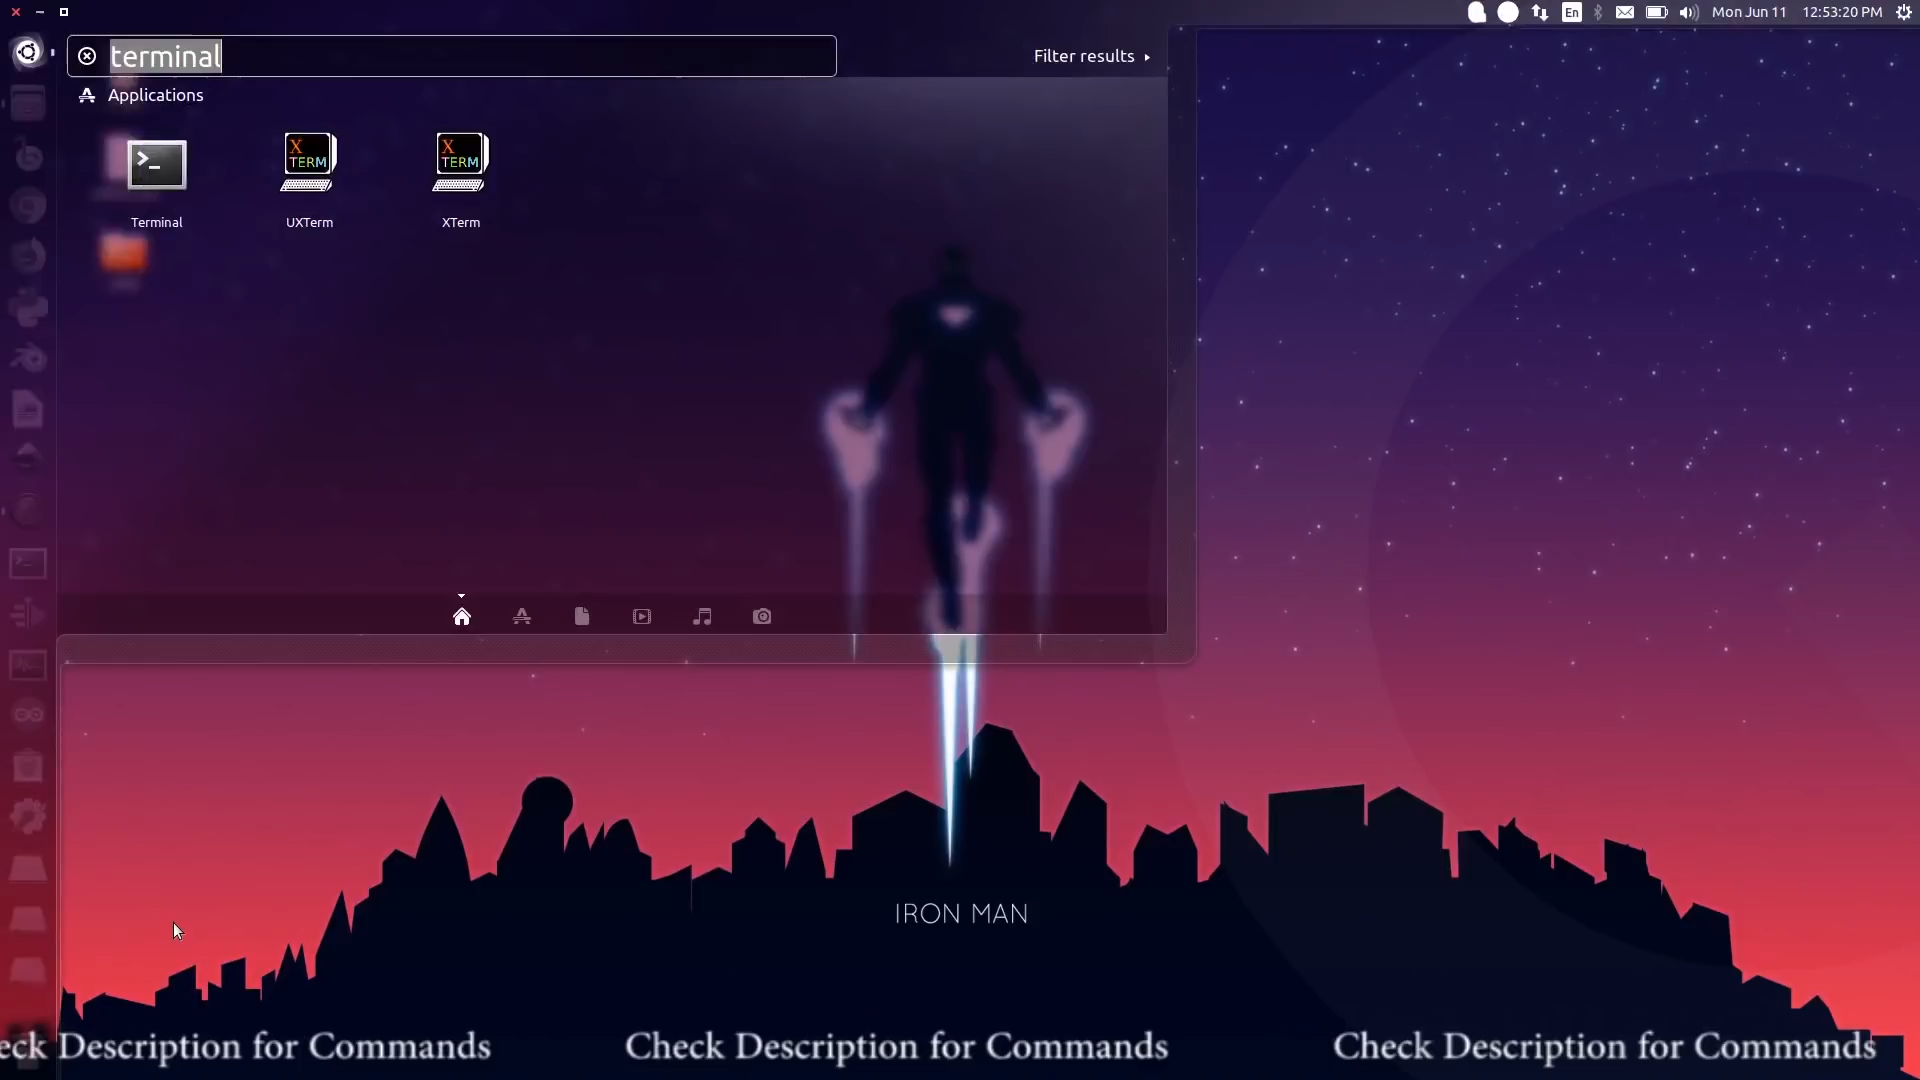 En
Mon Jun 11
12:53:20 PM
terminal
Filter results
Applications
X
TERM
X
TERM
Terminal
UXTerm
XTerm
IRON MAN
eck Description for Commands
Check Description for Commands
Check Description for Commands